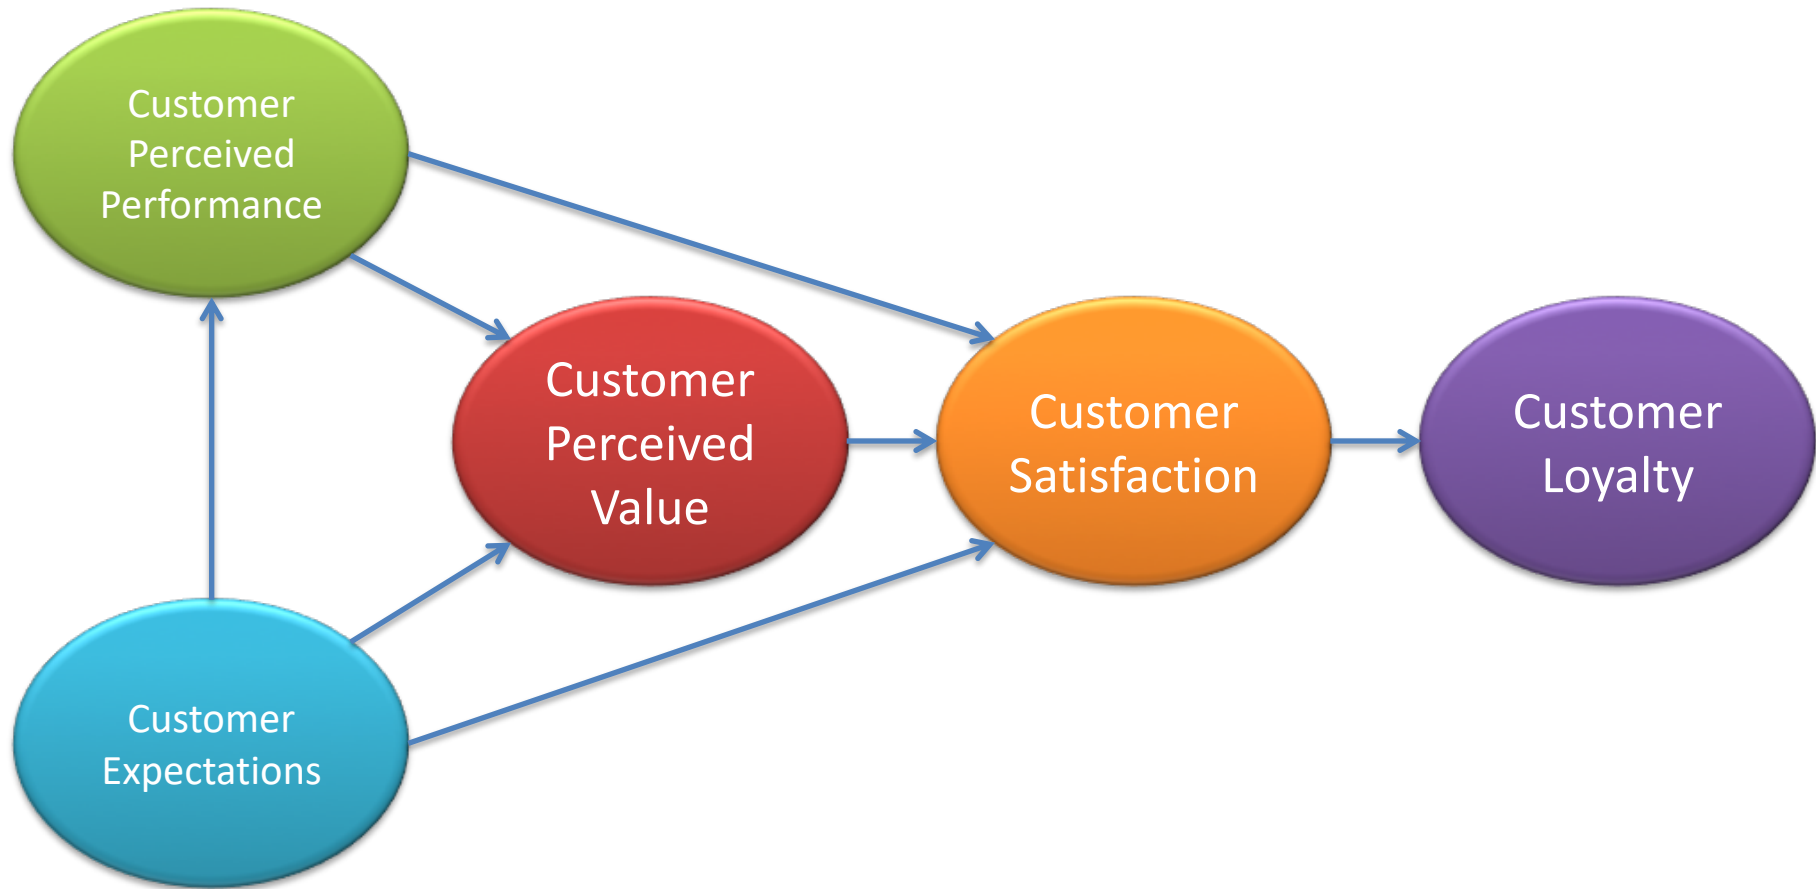 Customer
Perceived
Performance
Customer
Perceived
Value
Customer
Satisfaction
Customer
Loyalty
Customer
Expectations